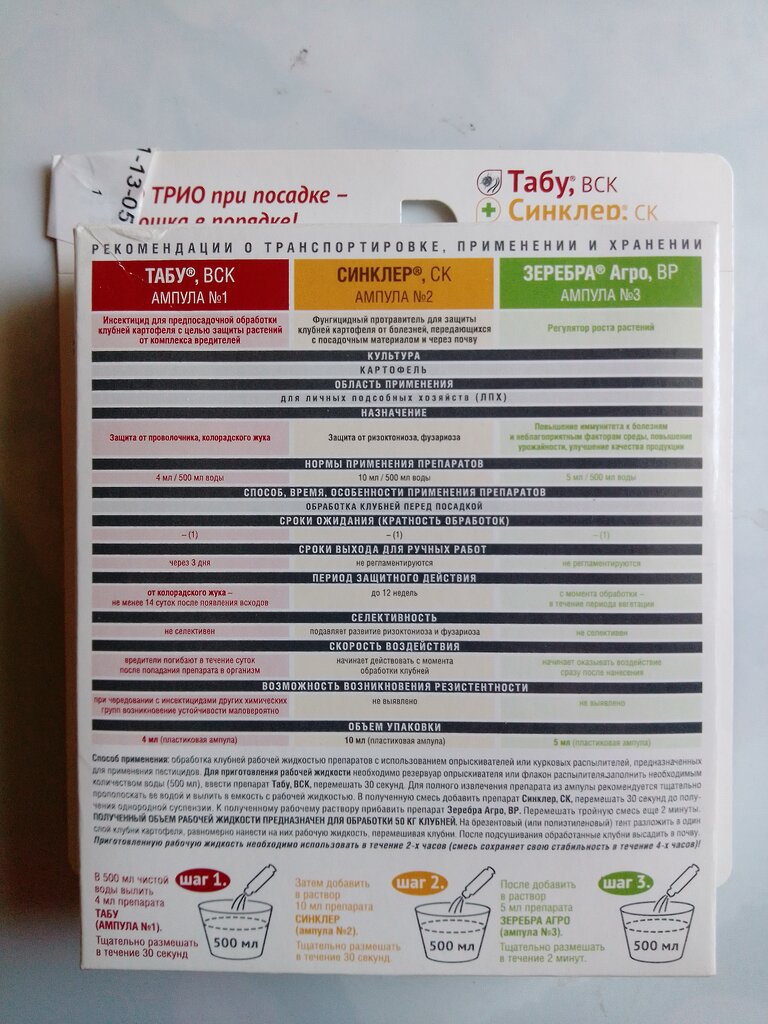 1-13-05
1
ТРИО при посадке –
ошка в порядке!
Табу®, ВСК
Синклер® СК
РЕКОМЕНДАЦИИ О ТРАНСПОРТИРОВКЕ, ПРИМЕНЕНИИ И ХРАНЕНИИ
ТАБУ®, ВСК
АМПУЛА №1
СИНКЛЕР®, СК
АМПУЛА №2
ЗЕРЕБРА® Агро, ВР
АМПУЛА №3
Инсектицид для предпосадочной обработки
клубней картофеля с целью защиты растений
от комплекса вредителей
Фунгицидный протравитель для защиты
клубней картофеля от болезней, передающихся
с посадочным материалом и через почву
Регулятор роста растений
КУЛЬТУРА
КАРТОФЕЛЬ
ОБЛАСТЬ ПРИМЕНЕНИЯ
для личных подсобных хозяйств (ЛПХ)
НАЗНАЧЕНИЕ
Защита от проволочника, колорадского жука
Защита от ризоктониоза, фузариоза
Повышение иммунитета к болезням
и неблагоприятным факторам среды, повышение
урожайности, улучшение качества продукции
НОРМЫ ПРИМЕНЕНИЯ ПРЕПАРАТОВ
4 мл / 500 мл воды
10 мл / 500 мл воды
5 мл / 500 мл воды
СПОСОБ, ВРЕМЯ, ОСОБЕННОСТИ ПРИМЕНЕНИЯ ПРЕПАРАТОВ
ОБРАБОТКА КЛУБНЕЙ ПЕРЕД ПОСАДКОЙ
СРОКИ ОЖИДАНИЯ (КРАТНОСТЬ ОБРАБОТОК)
– (1)
– (1)
– (1)
СРОКИ ВЫХОДА ДЛЯ РУЧНЫХ РАБОТ
через 3 дня
не регламентируются
не регламентируются
ПЕРИОД ЗАЩИТНОГО ДЕЙСТВИЯ
от колорадского жука –
не менее 14 суток после появления всходов
до 12 недель
с момента обработки –
в течение периода вегетации
СЕЛЕКТИВНОСТЬ
не селективен
подавляет развитие ризоктониоза и фузариоза
не селективен
СКОРОСТЬ ВОЗДЕЙСТВИЯ
вредители погибают в течение суток
после попадания препарата в организм
начинает действовать с момента
обработки клубней
начинает оказывать воздействие
сразу после нанесения
ВОЗМОЖНОСТЬ ВОЗНИКНОВЕНИЯ РЕЗИСТЕНТНОСТИ
при чередовании с инсектицидами других химических
групп возникновение устойчивости маловероятно
не выявлено
не выявлено
ОБЪЕМ УПАКОВКИ
4 мл (пластиковая ампула)
10 мл (пластиковая ампула)
5 мл (пластиковая ампула)
Способ применения: обработка клубней рабочей жидкостью препаратов с использованием опрыскивателей или курковых распылителей, предназначенных
для применения пестицидов. Для приготовления рабочей жидкости необходимо резервуар опрыскивателя или флакон распылителя заполнить необходимым
количеством воды (500 мл), ввести препарат Табу, ВСК, перемешать 30 секунд. Для полного извлечения препарата из ампулы рекомендуется тщательно
прополоскать ее водой и вылить в емкость с рабочей жидкостью. В полученную смесь добавить препарат Синклер, СК, перемешать 30 секунд до полу-
чения однородной суспензии. К полученному рабочему раствору прибавить препарат Зеребра Агро, ВР. Перемешать тройную смесь еще 2 минуты.
ПОЛУЧЕННЫЙ ОБЪЕМ РАБОЧЕЙ ЖИДКОСТИ ПРЕДНАЗНАЧЕН ДЛЯ ОБРАБОТКИ 50 КГ КЛУБНЕЙ. На брезентовый (или полиэтиленовый) тент разложить в один
слой клубни картофеля, равномерно нанести на них рабочую жидкость, перемешивая клубни. После подсушивания обработанные клубни высадить в почву.
Приготовленную рабочую жидкость необходимо использовать в течение 2-х часов (смесь сохраняет свою стабильность в течение 4-х часов)!
шаг 1.
В 500 мл чистой
воды вылить
4 мл препарата
ТАБУ
(АМПУЛА №1).
Тщательно размешать
в течение 30 секунд
500 мл
шаг 2.
Затем добавить
в раствор
10 мл препарата
СИНКЛЕР
(ампула №2).
Тщательно размешать
в течение 30 секунд.
500 мл
шаг 3.
После добавить
в раствор
5 мл препарата
ЗЕРЕБРА АГРО
(ампула №3).
Тщательно размешать
в течение 2 минут.
500 мл